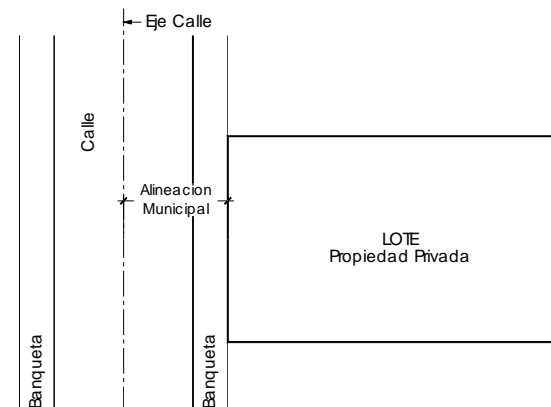 Eje Calle
Calle
Alineacion
Municipal
LOTE
Propiedad Privada
Banqueta
Banqueta